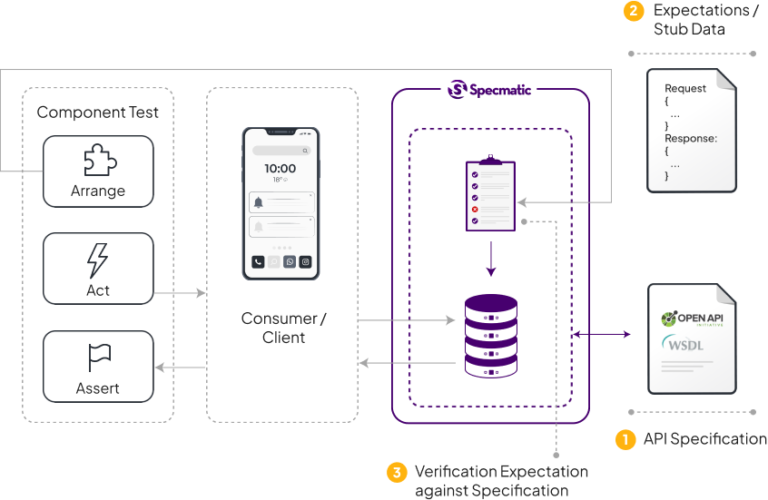 2 Expectations /
Stub Data
Specmatic
Component Test
Arrange
Act
Assert
10:00
18°
Consumer /
Client
Request
{
...
}
Response:
{
...
}
OPEN API
INITIATIVE
WSDL
1 API Specification
3 Verification Expectation
against Specification